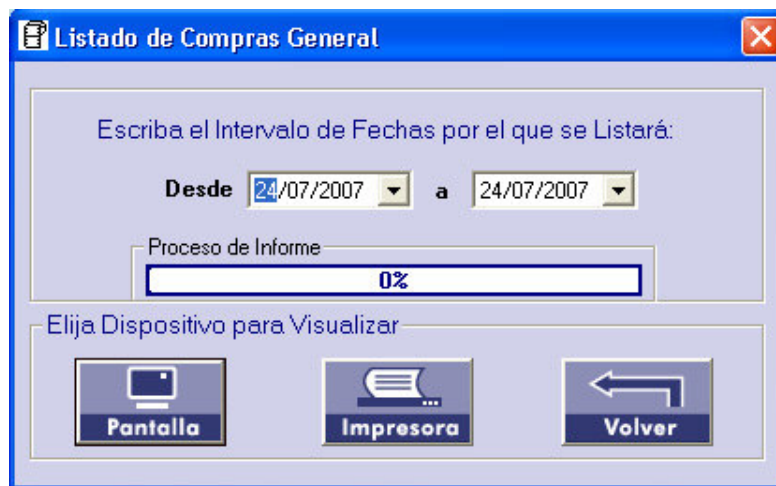 Listado de Compras General
Escriba el Intervalo de Fechas por el que se Listará:
Desde 24/07/2007 a 24/07/2007
Proceso de Informe
0%
Elija Dispositivo para Visualizar
Pantalla Impresora Volver